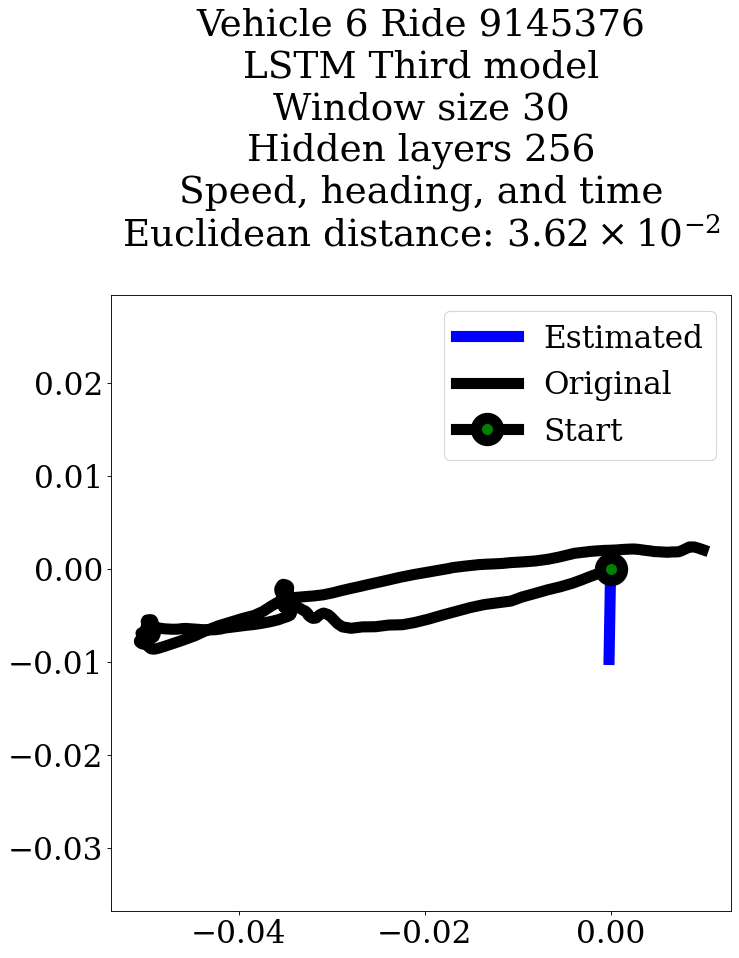 Vehicle 6 Ride 9145376
LSTM Third model
Window size 30
Hidden layers 256
Speed, heading, and time
Euclidean distance: 3.62 × 10⁻²
Estimated
Original
Start
0.02
0.01
0.00
−0.01
−0.02
−0.03
−0.04
−0.02
0.00